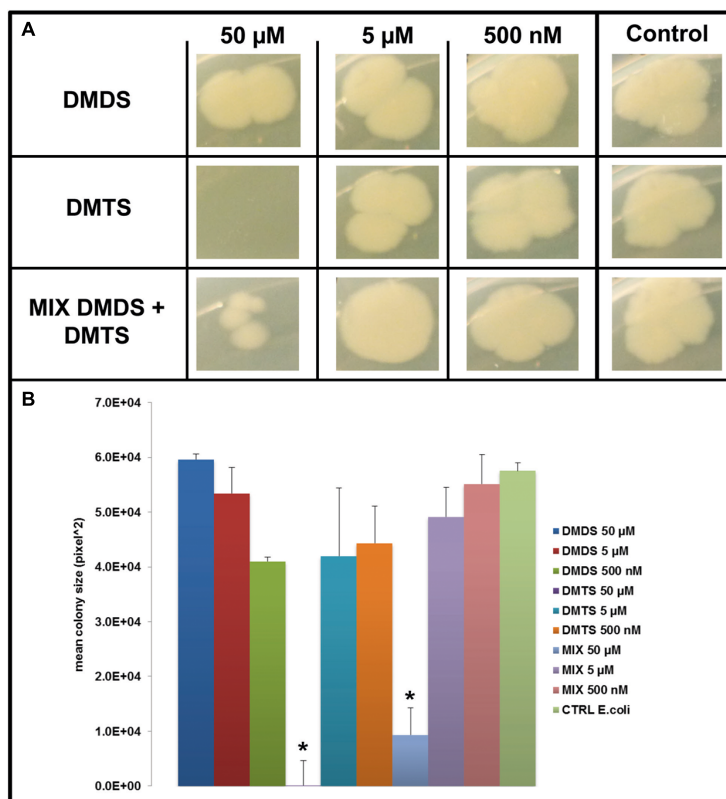 A
50 µM
5 µM
500 nM
Control
DMDS
DMTS
MIX DMDS +
DMTS
B
7.0E+04
6.0E+04
5.0E+04
4.0E+04
3.0E+04
2.0E+04
1.0E+04
0.0E+00
mean colony size (pixel^2)
*
*
DMDS 50 µM
DMDS 5 µM
DMDS 500 nM
DMTS 50 µM
DMTS 5 µM
DMTS 500 nM
MIX 50 µM
MIX 5 µM
MIX 500 nM
CTRL E.coli